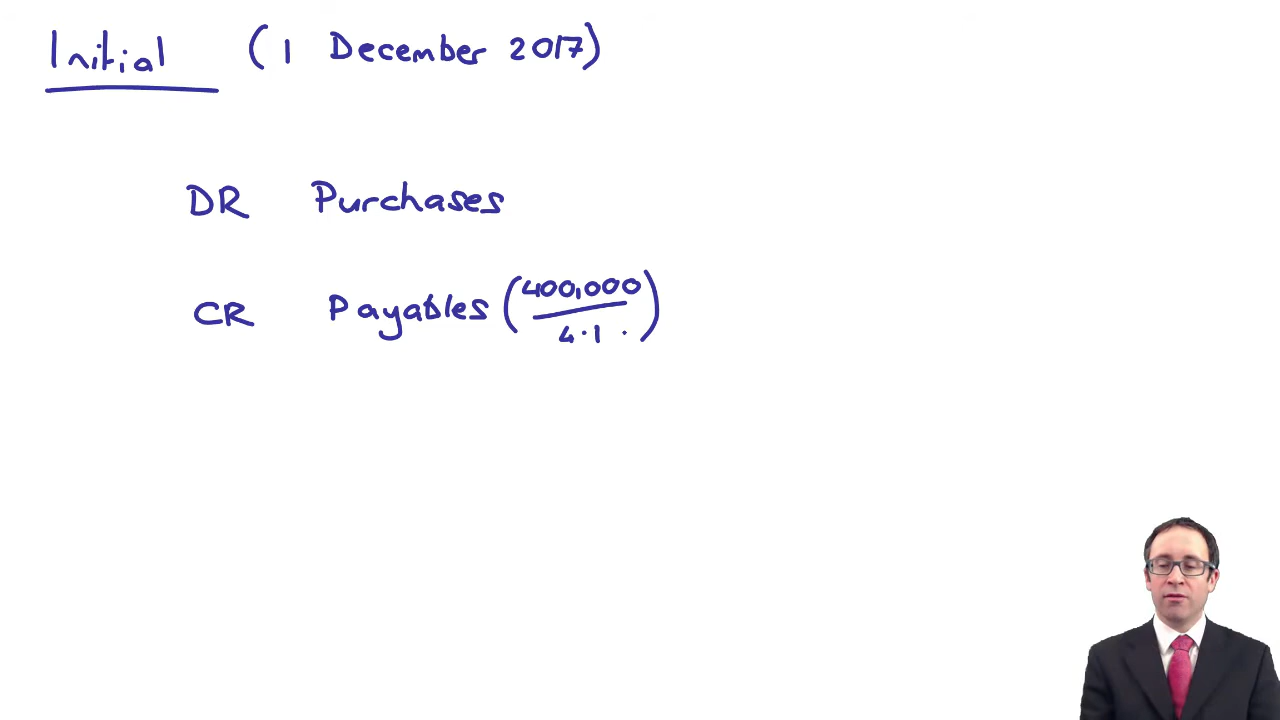 Initial (1 December 2017)
DR Purchases
CR Payables (400,000
4.1.)